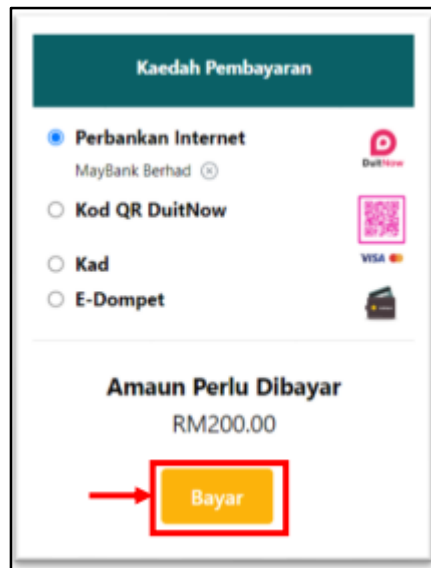 Kaedah Pembayaran
Perbankan Internet
DuitNow
MayBank Berhad
Kod QR DuitNow
Kad
VISA
E-Dompet
Amaun Perlu Dibayar
RM200.00
Bayar